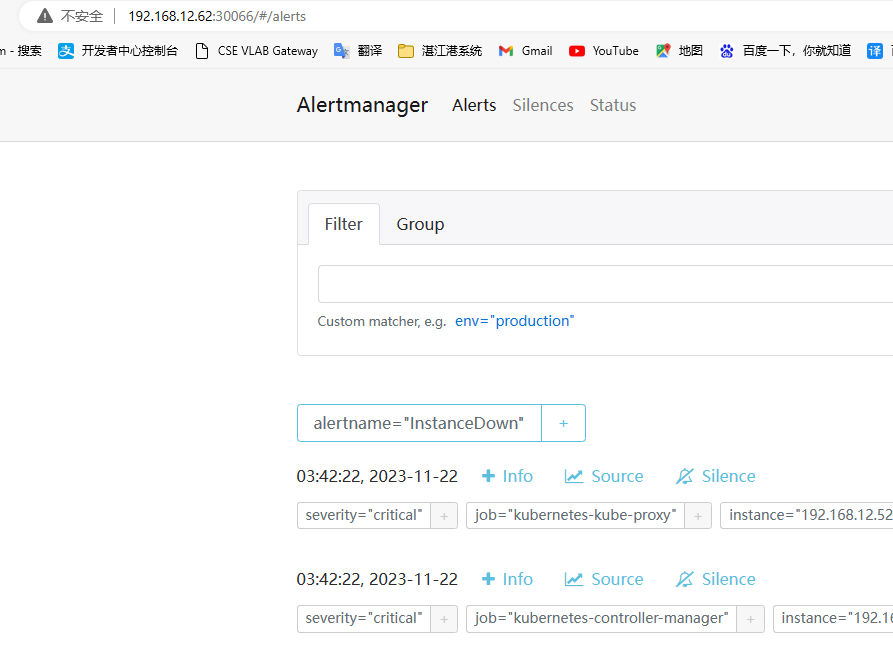 不安全 192.168.12.62:30066/#/alerts
m - 搜索 开发者中心控制台 CSE VLAB Gateway 翻译 湛江港系统 Gmail YouTube 地图 百度一下，你就知道 译
Alertmanager Alerts Silences Status
Filter Group
Custom matcher, e.g. env="production"
alertname="InstanceDown" +
03:42:22, 2023-11-22 + Info Source Silence
severity="critical" + job="kubernetes-kube-proxy" + instance="192.168.12.52
03:42:22, 2023-11-22 + Info Source Silence
severity="critical" + job="kubernetes-controller-manager" + instance="192.16